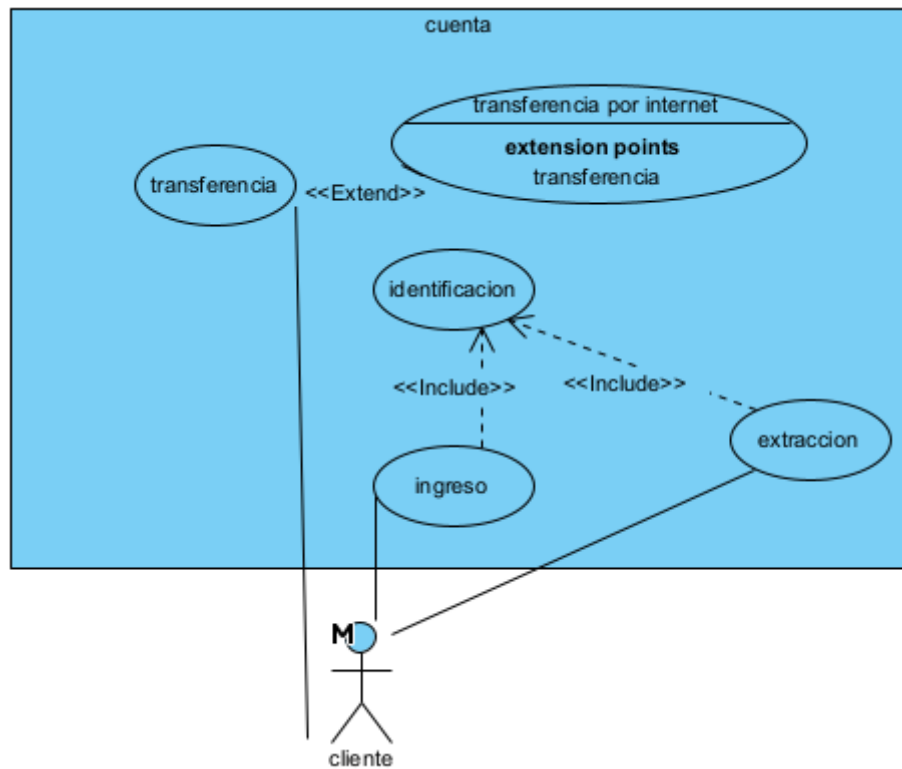 cuenta
transferencia por internet
extension points
transferencia
transferencia
<<Extend>>
identificacion
<<Include>>
<<Include>>
extraccion
ingreso
M
cliente